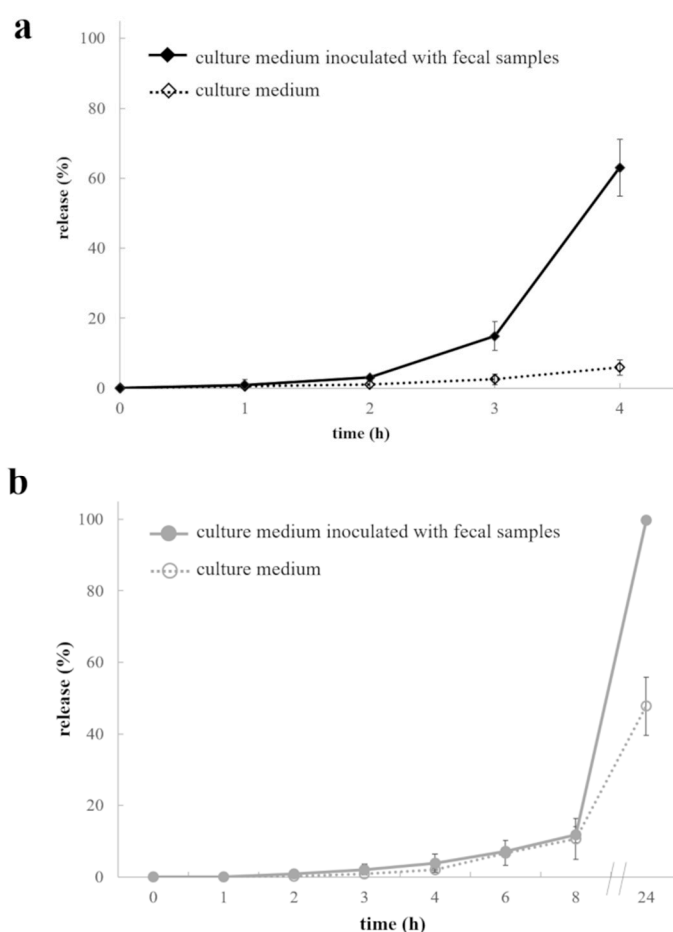 a
100
80
60
40
20
0
release (%)
culture medium inoculated with fecal samples
culture medium
0 1 2 3 4
time (h)
b
100
80
60
40
20
0
release (%)
culture medium inoculated with fecal samples
culture medium
0 1 2 3 4 6 8 // 24
time (h)